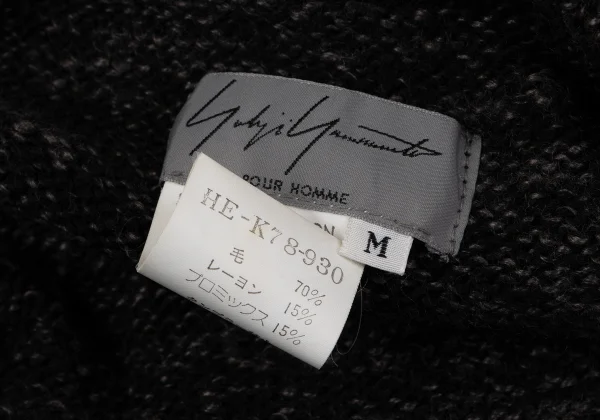 Yohji Yamamoto
POUR HOMME
ON
M
HE-K78-930
毛 70%
レーヨン 15%
プロミックス 15%